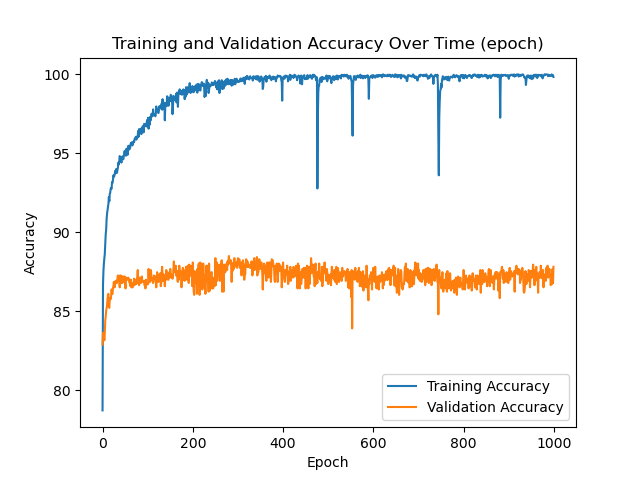 Training and Validation Accuracy Over Time (epoch)
100
95
90
85
80
Accuracy
Training Accuracy
Validation Accuracy
0
200
400
600
800
1000
Epoch